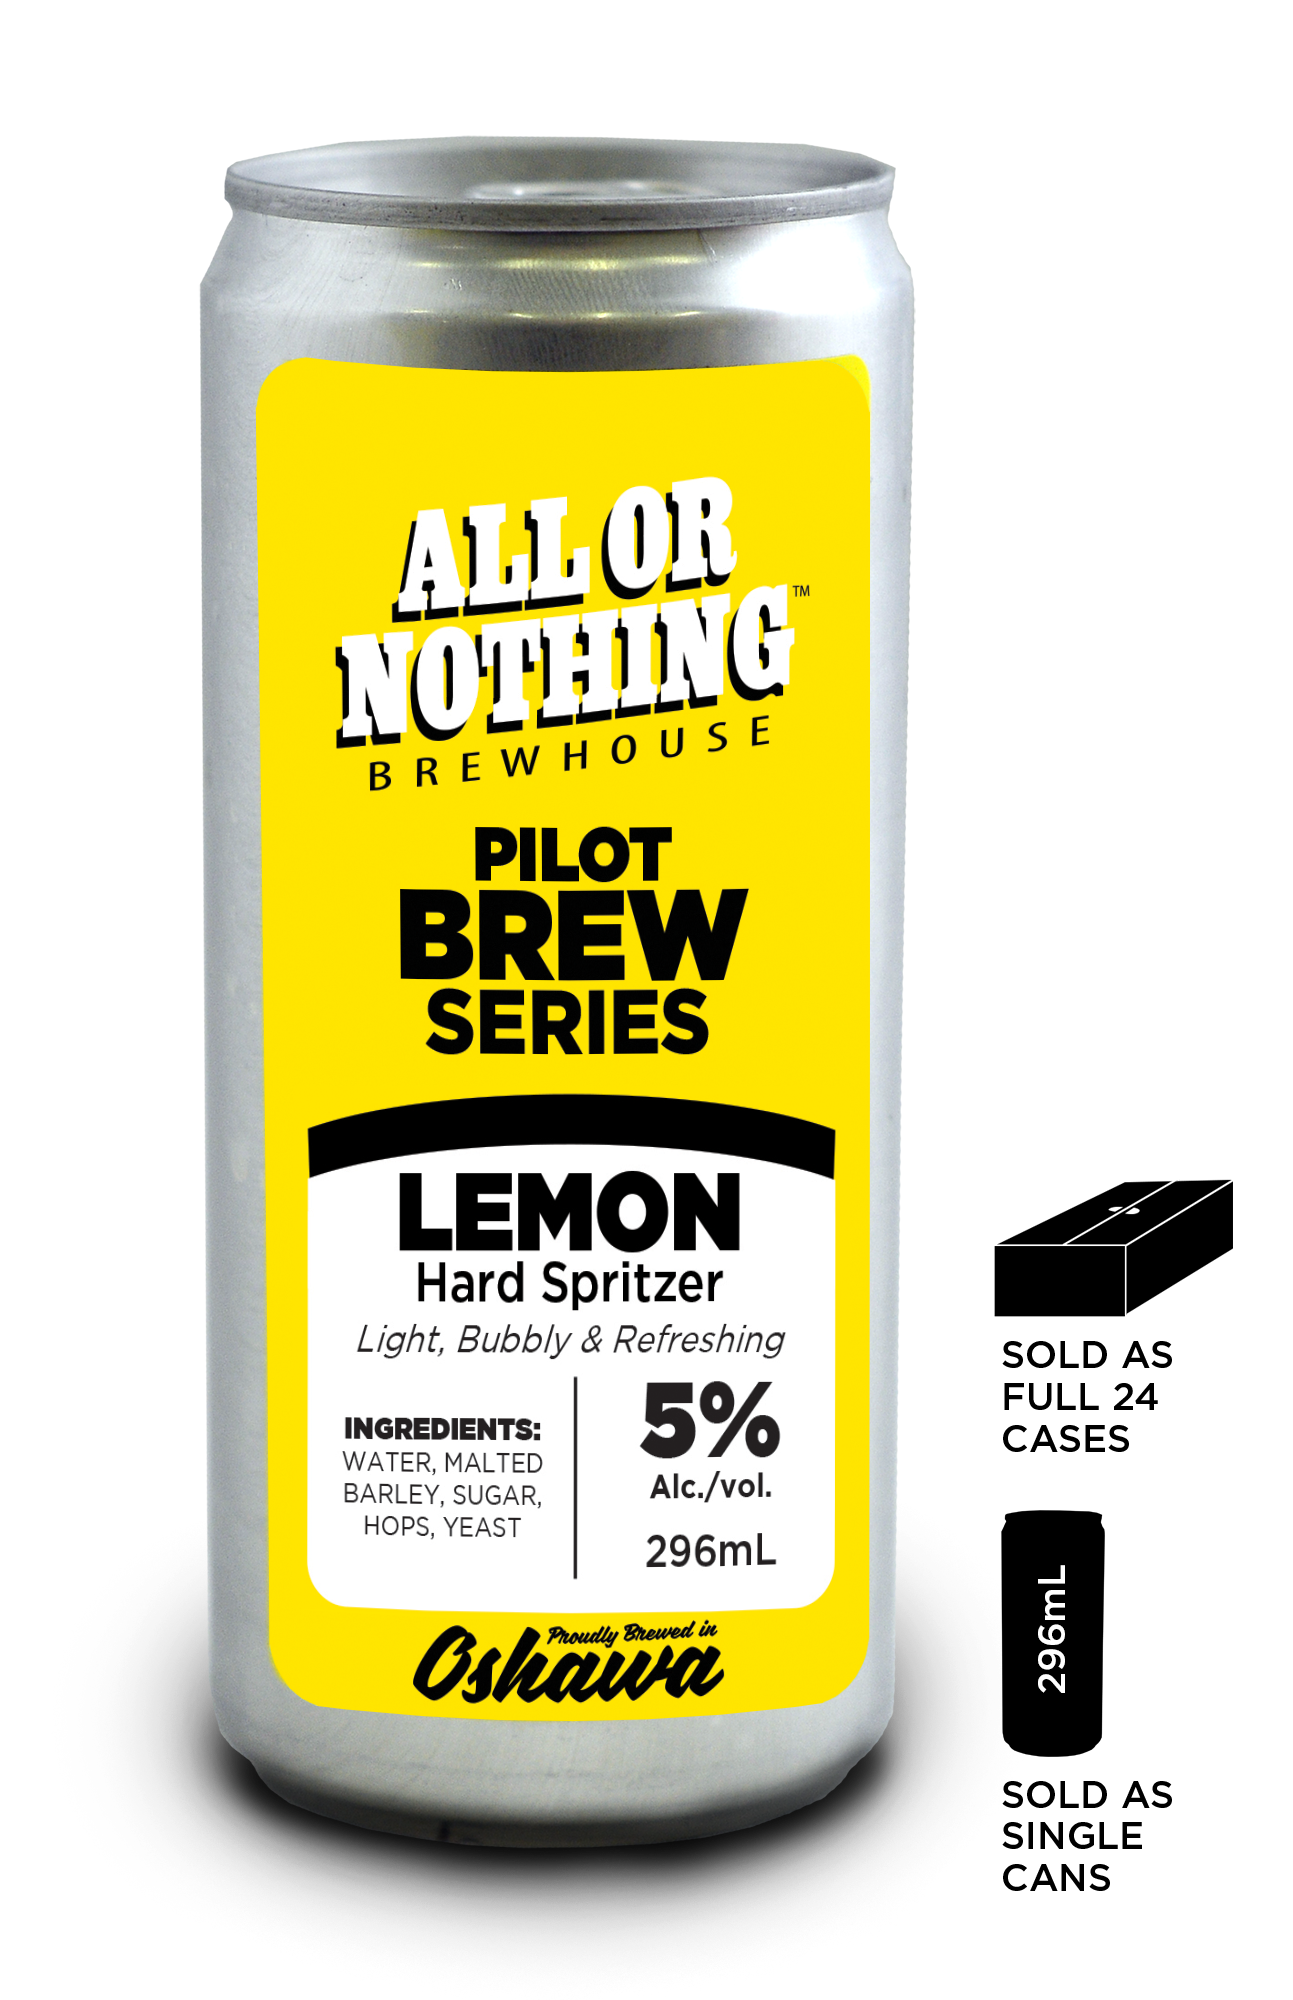 ALL OR
NOTHING™
BREWHOUSE
PILOT
BREW
SERIES
LEMON
Hard Spritzer
Light, Bubbly & Refreshing
INGREDIENTS:
WATER, MALTED
BARLEY, SUGAR,
HOPS, YEAST
5%
Alc./vol.
296mL
Proudly Brewed in
Oshawa
SOLD AS
FULL 24
CASES
296mL
SOLD AS
SINGLE
CANS